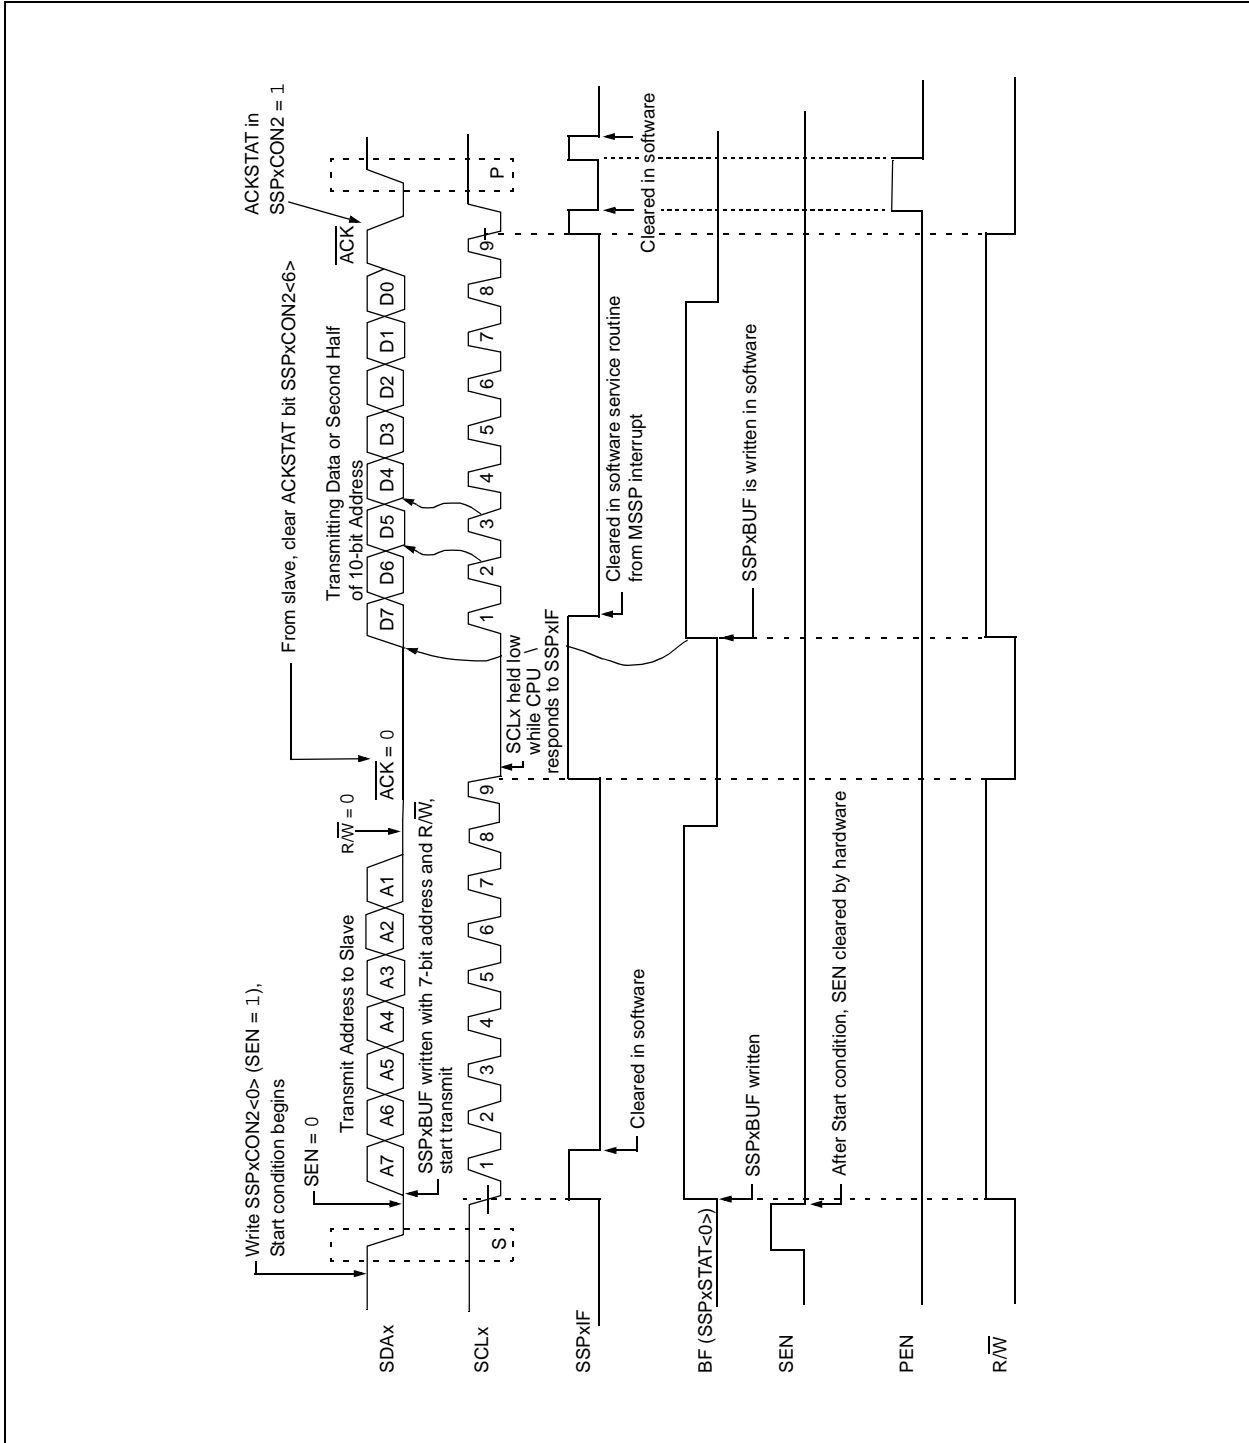 Write SSPxCON2<0> (SEN = 1),
Start condition begins
SEN = 0
Transmit Address to Slave
R/W = 0
From slave, clear ACKSTAT bit SSPxCON2<6>
ACK = 0
Transmitting Data or Second Half
of 10-bit Address
ACK
ACKSTAT in
SSPxCON2 = 1
SDAx
A7 A6 A5 A4 A3 A2 A1
D7 D6 D5 D4 D3 D2 D1 D0
SSPxBUF written with 7-bit address and R/W,
start transmit
SCLx
S
1 2 3 4 5 6 7 8 9
1 2 3 4 5 6 7 8 9
P
SCLx held low
while CPU
responds to SSPxIF
SSPxIF
Cleared in software
Cleared in software service routine
from MSSP interrupt
Cleared in software
BF (SSPxSTAT<0>)
SSPxBUF written
SSPxBUF is written in software
SEN
After Start condition, SEN cleared by hardware
PEN
R/W